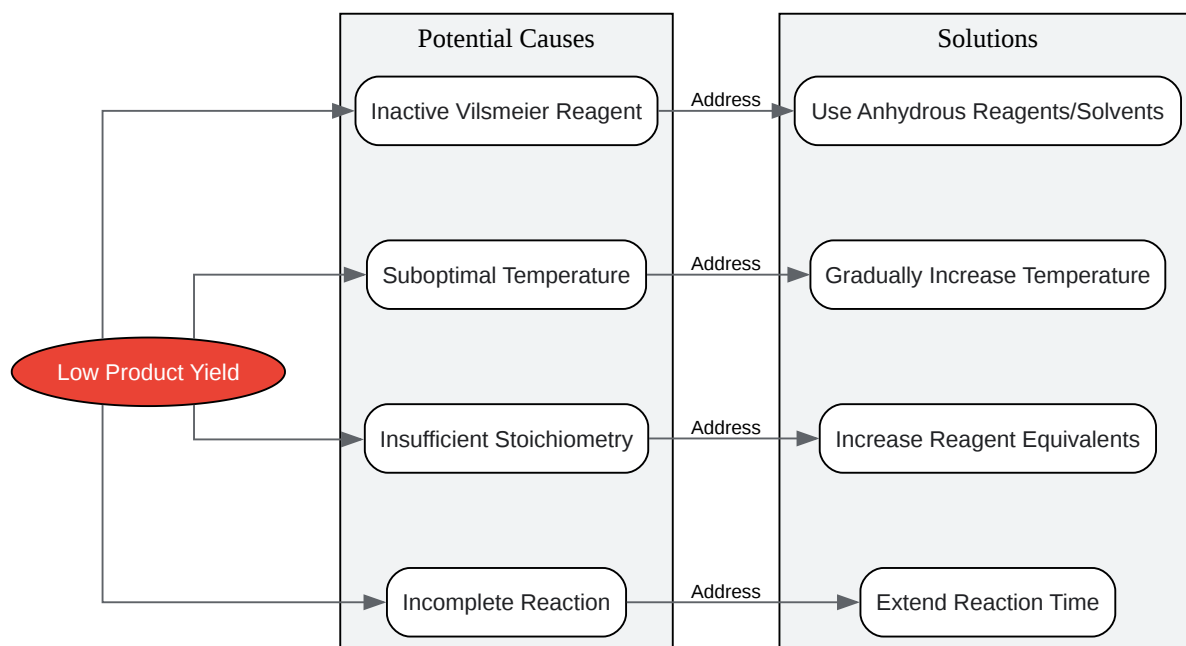 Potential Causes
Solutions
Inactive Vilsmeier Reagent
Address
Use Anhydrous Reagents/Solvents
Suboptimal Temperature
Address
Gradually Increase Temperature
Low Product Yield
Insufficient Stoichiometry
Address
Increase Reagent Equivalents
Incomplete Reaction
Address
Extend Reaction Time